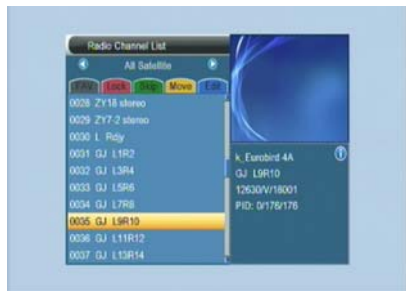 Radio Channel List
All Satellite
FAV Lock Skip Move Edit
0028 ZY18 stereo
0029 ZY7-2 stereo
0030 L Rdjy
0031 GJ L1R2
0032 GJ L3R4
0033 GJ L5R6
0034 GJ L7R8
0035 GJ L9R10
0036 GJ L11R12
0037 GJ L13R14
k_Eurobird 4A
GJ L9R10
12630/V/18001
PID: 0/176/176